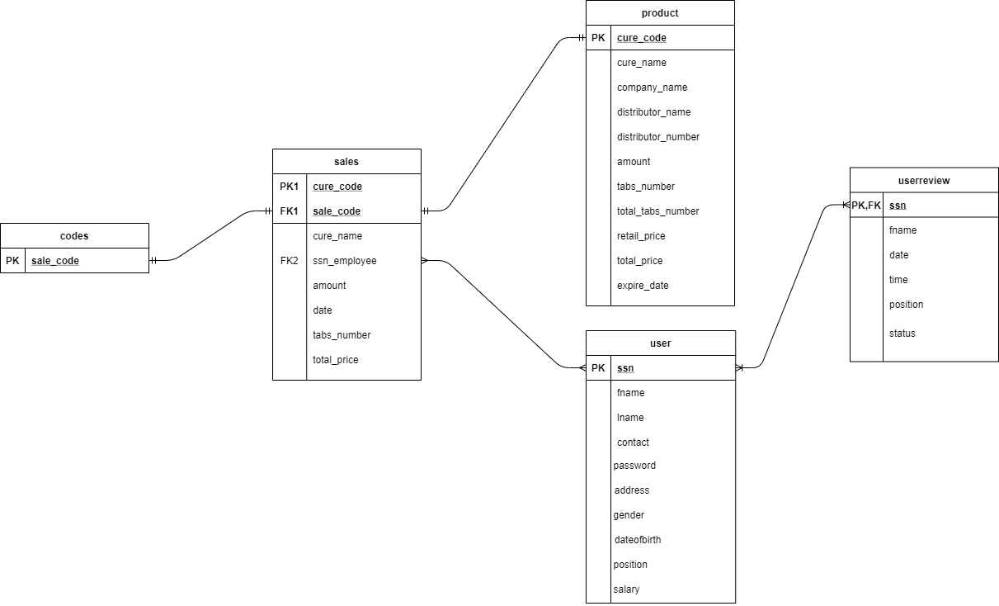 codes
PK sale_code
sales
PK1 cure_code
FK1 sale_code
cure_name
FK2 ssn_employee
amount
date
tabs_number
total_price
product
PK cure_code
cure_name
company_name
distributor_name
distributor_number
amount
tabs_number
total_tabs_number
retail_price
total_price
expire_date
user
PK ssn
fname
lname
contact
password
address
gender
dateofbirth
position
salary
userreview
PK,FK ssn
fname
date
time
position
status